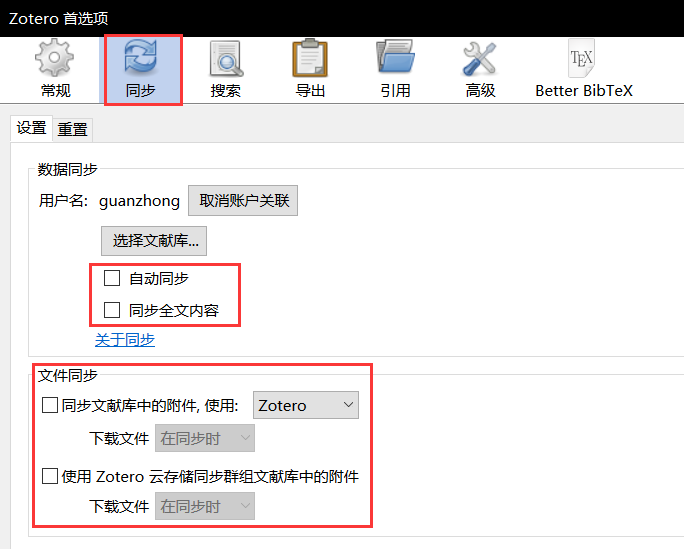 Zotero 首选项
常规 同步 搜索 导出 引用 高级 Better BibTeX
TEX
设置 重置
数据同步
用户名: guanzhong 取消账户关联
选择文献库...
自动同步
同步全文内容
关于同步
文件同步
同步文献库中的附件, 使用: Zotero
下载文件 在同步时
使用 Zotero 云存储同步群组文献库中的附件
下载文件 在同步时